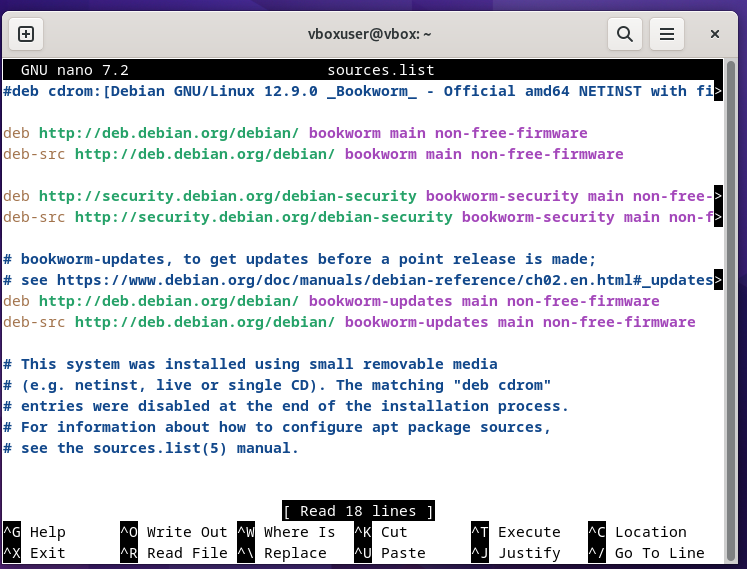 vboxuser@vbox: ~
GNU nano 7.2 sources.list
#deb cdrom:[Debian GNU/Linux 12.9.0 _Bookworm_ - Official amd64 NETINST with fi>
deb http://deb.debian.org/debian/ bookworm main non-free-firmware
deb-src http://deb.debian.org/debian/ bookworm main non-free-firmware
deb http://security.debian.org/debian-security bookworm-security main non-free->
deb-src http://security.debian.org/debian-security bookworm-security main non-f>
# bookworm-updates, to get updates before a point release is made;
# see https://www.debian.org/doc/manuals/debian-reference/ch02.en.html#_updates>
deb http://deb.debian.org/debian/ bookworm-updates main non-free-firmware
deb-src http://deb.debian.org/debian/ bookworm-updates main non-free-firmware
# This system was installed using small removable media
# (e.g. netinst, live or single CD). The matching "deb cdrom"
# entries were disabled at the end of the installation process.
# For information about how to configure apt package sources,
# see the sources.list(5) manual.
[ Read 18 lines ]
^G Help ^O Write Out ^W Where Is ^K Cut ^T Execute ^C Location
^X Exit ^R Read File ^\ Replace ^U Paste ^J Justify ^/ Go To Line